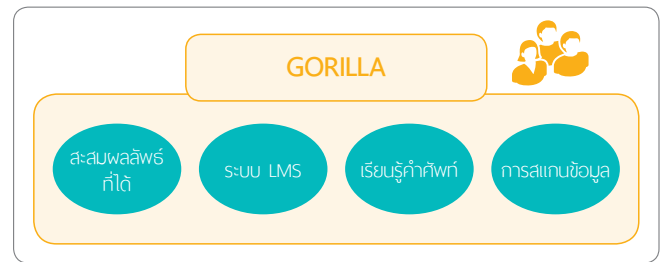 GORILLA
สะสมผลลัพธ์
ที่ได้
ระบบ LMS
เรียนรู้คำศัพท์
การสแกนข้อมูล